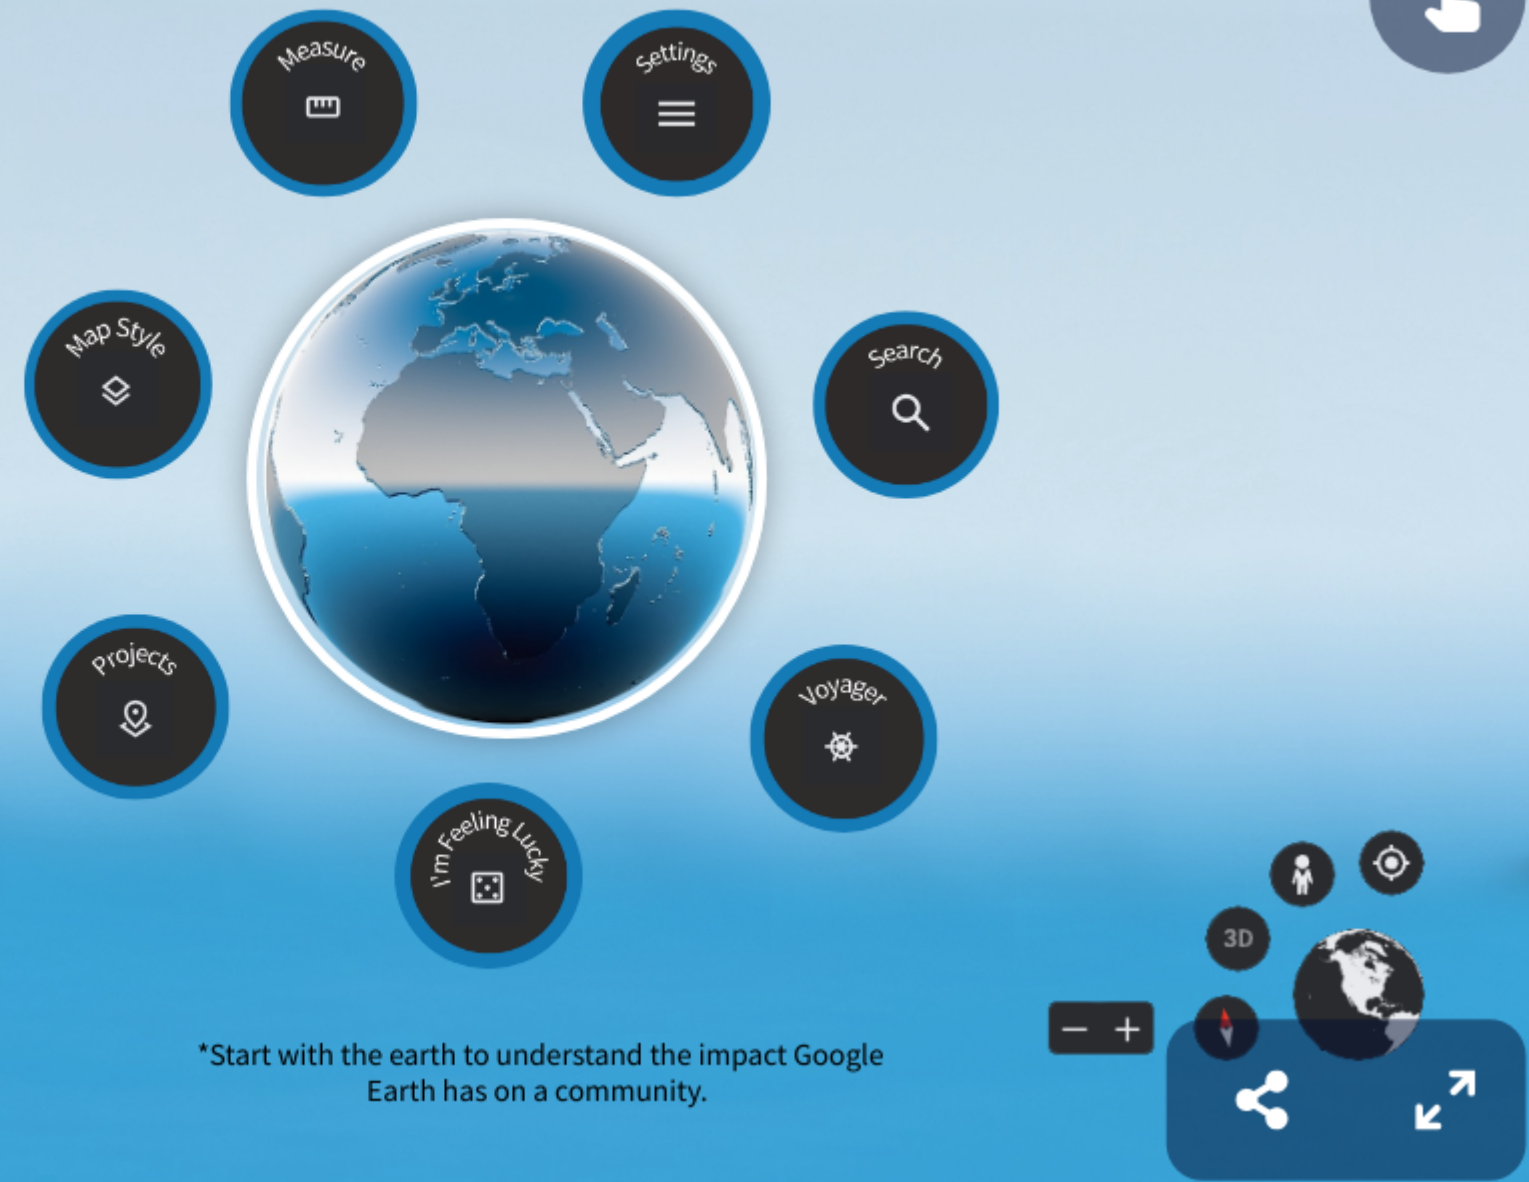 Measure
Settings
Map Style
Search
Projects
Voyager
I'm Feeling Lucky
3D
*Start with the earth to understand the impact Google
Earth has on a community.